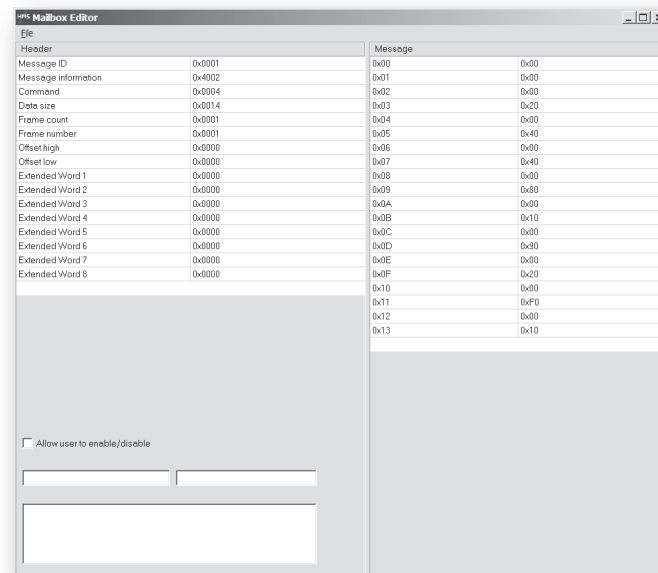 HMS Mailbox Editor
File
Header
Message ID 0x0001
Message information 0x4002
Command 0x0004
Data size 0x0014
Frame count 0x0001
Frame number 0x0001
Offset high 0x0000
Offset low 0x0000
Extended Word 1 0x0000
Extended Word 2 0x0000
Extended Word 3 0x0000
Extended Word 4 0x0000
Extended Word 5 0x0000
Extended Word 6 0x0000
Extended Word 7 0x0000
Extended Word 8 0x0000
Allow user to enable/disable
Message
0x00 0x00
0x01 0x00
0x02 0x00
0x03 0x20
0x04 0x00
0x05 0x40
0x06 0x00
0x07 0x40
0x08 0x00
0x09 0x80
0x0A 0x00
0x0B 0x10
0x0C 0x00
0x0D 0x90
0x0E 0x00
0x0F 0x20
0x10 0x00
0x11 0xF0
0x12 0x00
0x13 0x10